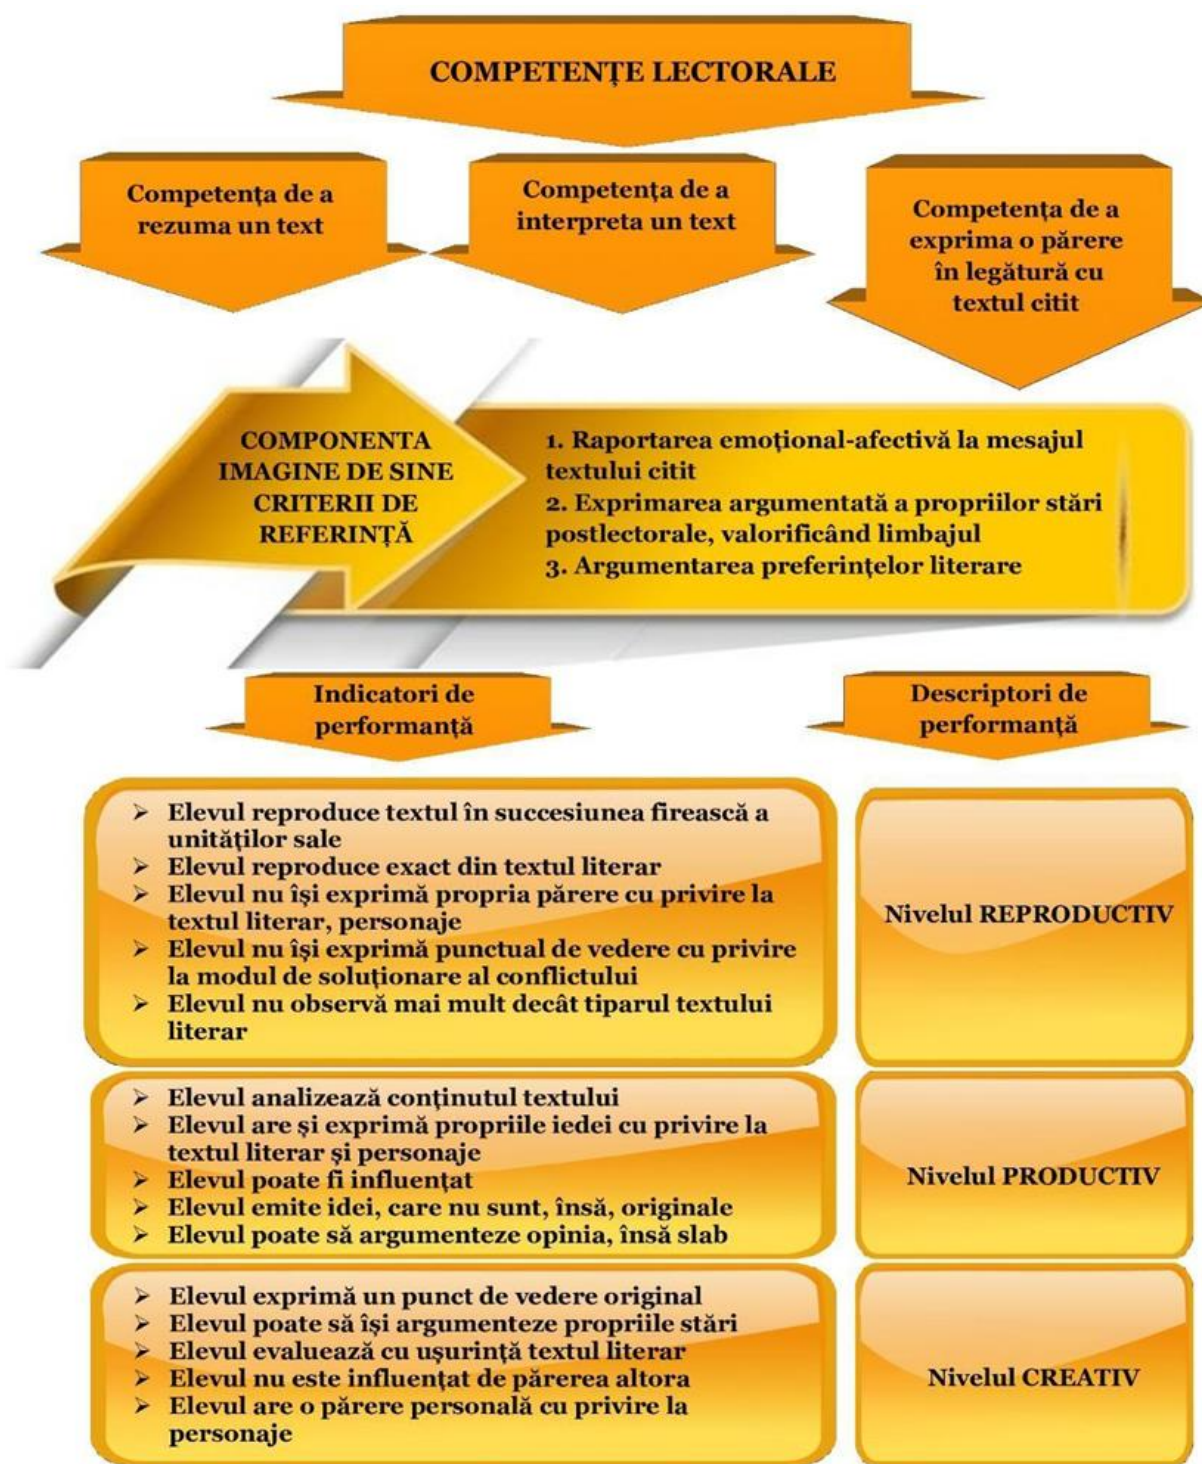 COMPETENȚE LECTORALE
Competența de a
rezuma un text
Competența de a
interpreta un text
Competența de a
exprima o părere
în legătură cu
textul citit
COMPONENTA
IMAGINE DE SINE
CRITERII DE
REFERINȚĂ
1. Raportarea emoțional-afectivă la mesajul
textului citit
2. Exprimarea argumentată a propriilor stări
postlectorale, valorificând limbajul
3. Argumentarea preferințelor literare
Indicatori de
performanță
Descriptori de
performanță
➢ Elevul reproduce textul în succesiunea firească a
unităților sale
➢ Elevul reproduce exact din textul literar
➢ Elevul nu își exprimă propria părere cu privire la
textul literar, personaje
➢ Elevul nu își exprimă punctual de vedere cu privire
la modul de soluționare al conflictului
➢ Elevul nu observă mai mult decât tiparul textului
literar
Nivelul REPRODUCTIV
➢ Elevul analizează conținutul textului
➢ Elevul are și exprimă propriile iedei cu privire la
textul literar și personaje
➢ Elevul poate fi influențat
➢ Elevul emite idei, care nu sunt, însă, originale
➢ Elevul poate să argumenteze opinia, însă slab
Nivelul PRODUCTIV
➢ Elevul exprimă un punct de vedere original
➢ Elevul poate să își argumenteze propriile stări
➢ Elevul evaluează cu ușurință textul literar
➢ Elevul nu este influențat de părerea altora
➢ Elevul are o părere personală cu privire la
personaje
Nivelul CREATIV